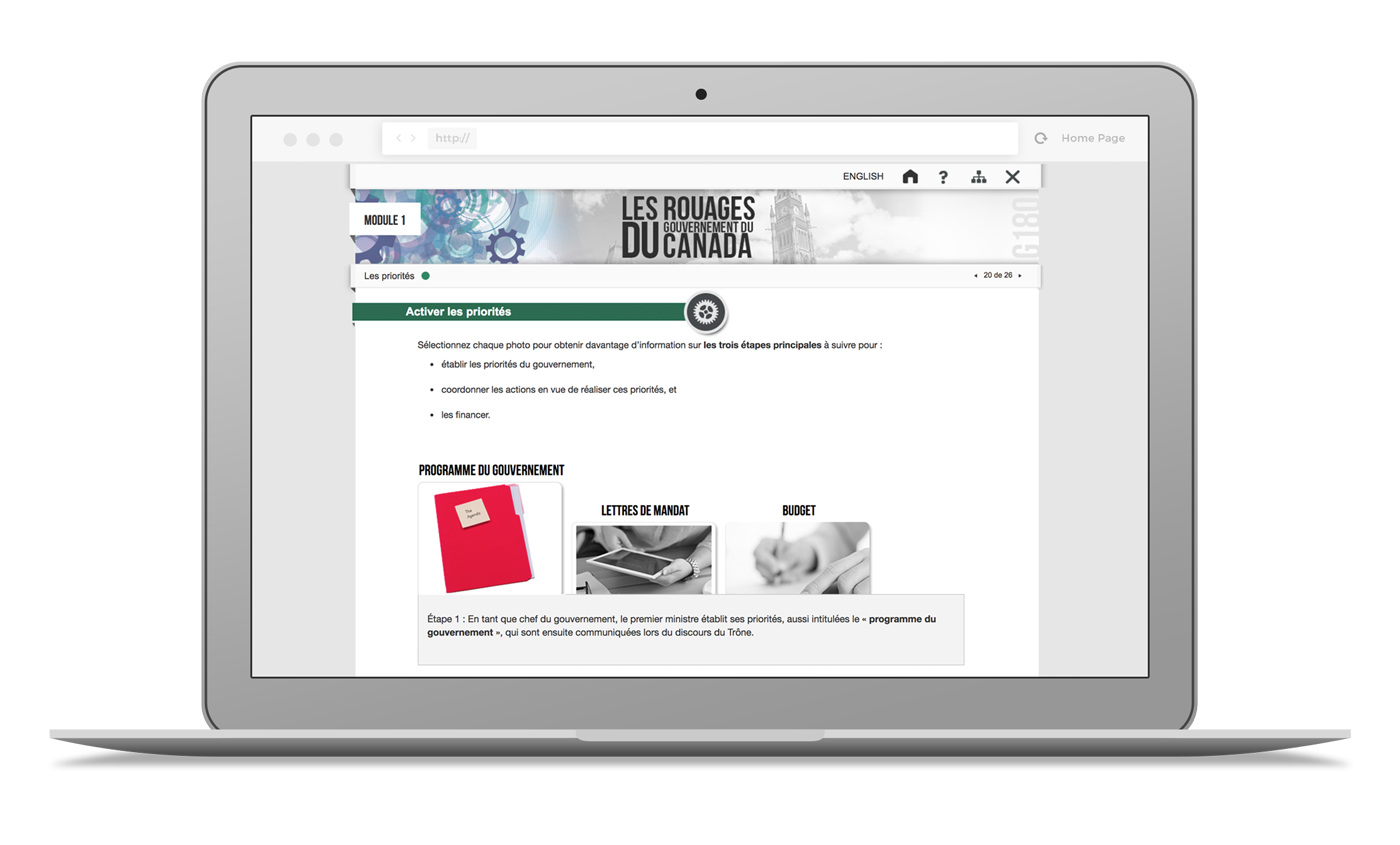 http://
Home Page
ENGLISH
?
MODULE 1
LES ROUAGES
GOUVERNEMENT DU
DU CANADA
G180
Les priorités
20 de 26
Activer les priorités
Sélectionnez chaque photo pour obtenir davantage d'information sur les trois étapes principales à suivre pour :
• établir les priorités du gouvernement,
• coordonner les actions en vue de réaliser ces priorités, et
• les financer.
PROGRAMME DU GOUVERNEMENT
The
Agenda
LETTRES DE MANDAT
BUDGET
Étape 1 : En tant que chef du gouvernement, le premier ministre établit ses priorités, aussi intitulées le « programme du
gouvernement », qui sont ensuite communiquées lors du discours du Trône.